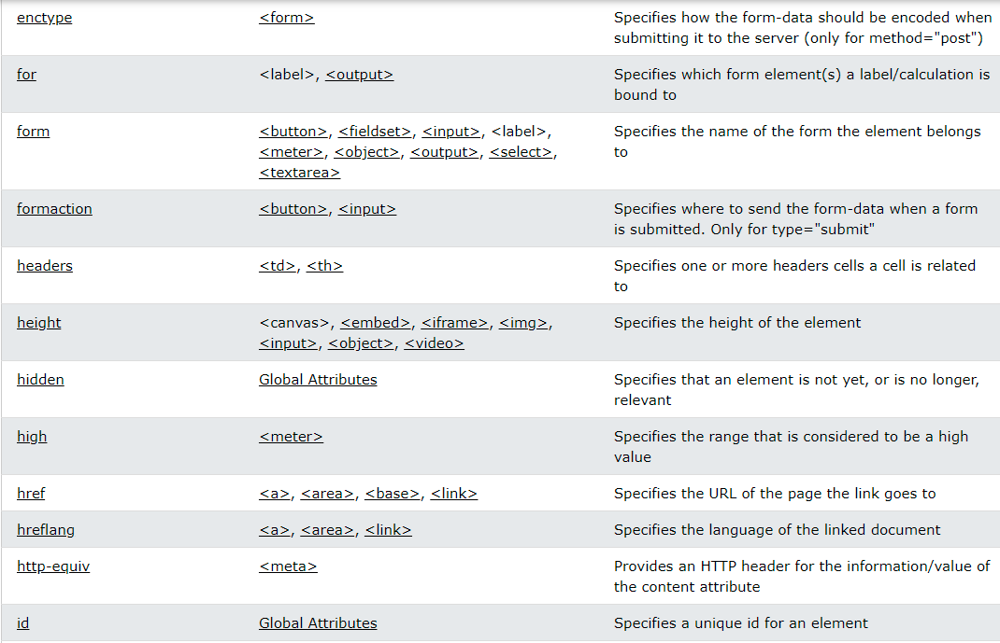 enctype <form> Specifies how the form-data should be encoded when
submitting it to the server (only for method="post")
for <label>, <output> Specifies which form element(s) a label/calculation is
bound to
form <button>, <fieldset>, <input>, <label>, Specifies the name of the form the element belongs
<meter>, <object>, <output>, <select>, to
<textarea>
formaction <button>, <input> Specifies where to send the form-data when a form
is submitted. Only for type="submit"
headers <td>, <th> Specifies one or more headers cells a cell is related
to
height <canvas>, <embed>, <iframe>, <img>, Specifies the height of the element
<input>, <object>, <video>
hidden Global Attributes Specifies that an element is not yet, or is no longer,
relevant
high <meter> Specifies the range that is considered to be a high
value
href <a>, <area>, <base>, <link> Specifies the URL of the page the link goes to
hreflang <a>, <area>, <link> Specifies the language of the linked document
http-equiv <meta> Provides an HTTP header for the information/value of
the content attribute
id Global Attributes Specifies a unique id for an element